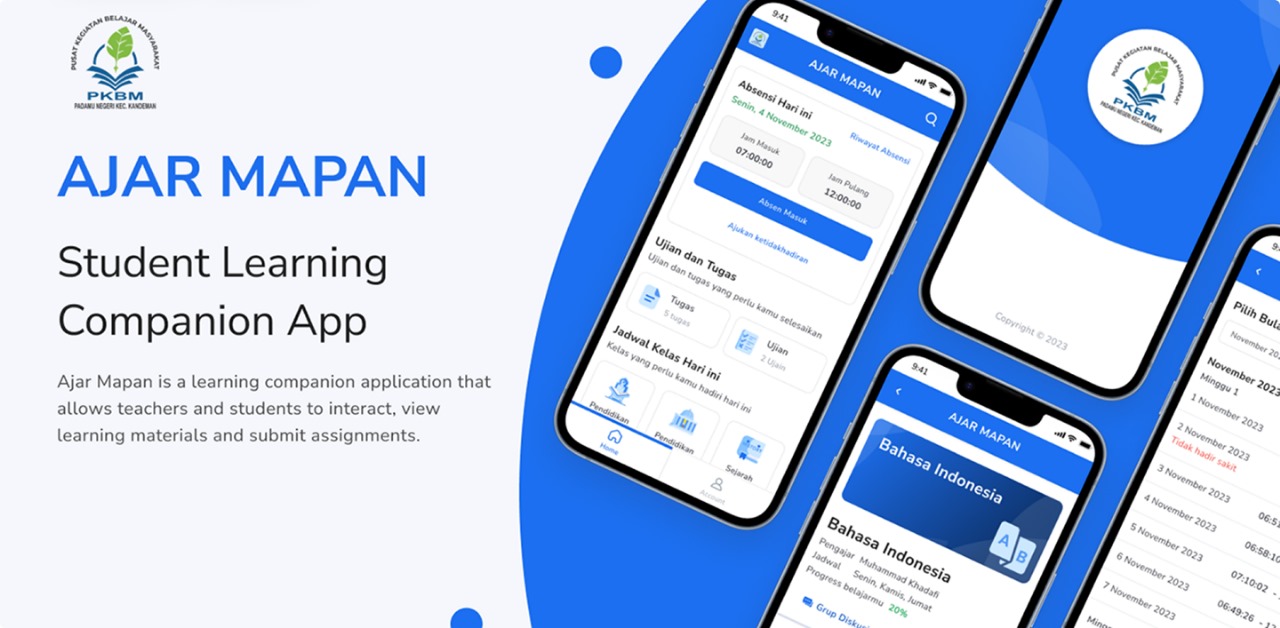 PUSAT KEGIATAN BELAJAR MASYARAKAT
PKBM
PADAMU NEGERI KEC. KANDEMAN
AJAR MAPAN
Student Learning
Companion App
Ajar Mapan is a learning companion application that
allows teachers and students to interact, view
learning materials and submit assignments.
9:41
AJAR MAPAN
Absensi Hari ini
Senin, 4 November 2023
Riwayat Absensi
Jam Masuk
07:00:00
Jam Pulang
12:00:00
Absen Masuk
Ajukan ketidakhadiran
Ujian dan Tugas
Ujian dan tugas yang perlu kamu selesaikan
Tugas
5 tugas
Ujian
2 Ujain
Jadwal Kelas Hari ini
Kelas yang perlu kamu hadiri hari ini
Pendidikan
Pendidikan
Sejarah
Home
Account
PUSAT KEGIATAN BELAJAR MASYARAKAT
PKBM
PADAMU NEGERI KEC. KANDEMAN
Copyright © 2023
9:41
AJAR MAPAN
Bahasa Indonesia
A B
Bahasa Indonesia
Pengajar Muhammad Khadafi
Jadwal Senin, Kamis, Jumat
Progress belajarmu 20%
Grup Disku
Pilih Bul
November 20
November 2023
Minggu 1
1 November 2023
2 November 2023
Tidak hadir sakit
3 November 2023
06:5
4 November 2023
06:58:10
5 November 2023
07:10:02 -
6 November 2023
06:49:26 - 12
7 November 2023
Minggu